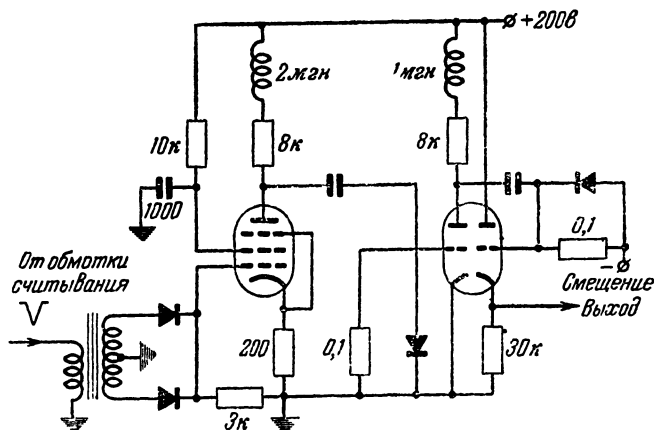 +200в
2мгн
1мгн
10к
8к
8к
1000
0,1
От обмотки
считывания
–
Смещение
Выход
200
0,1
30к
3к